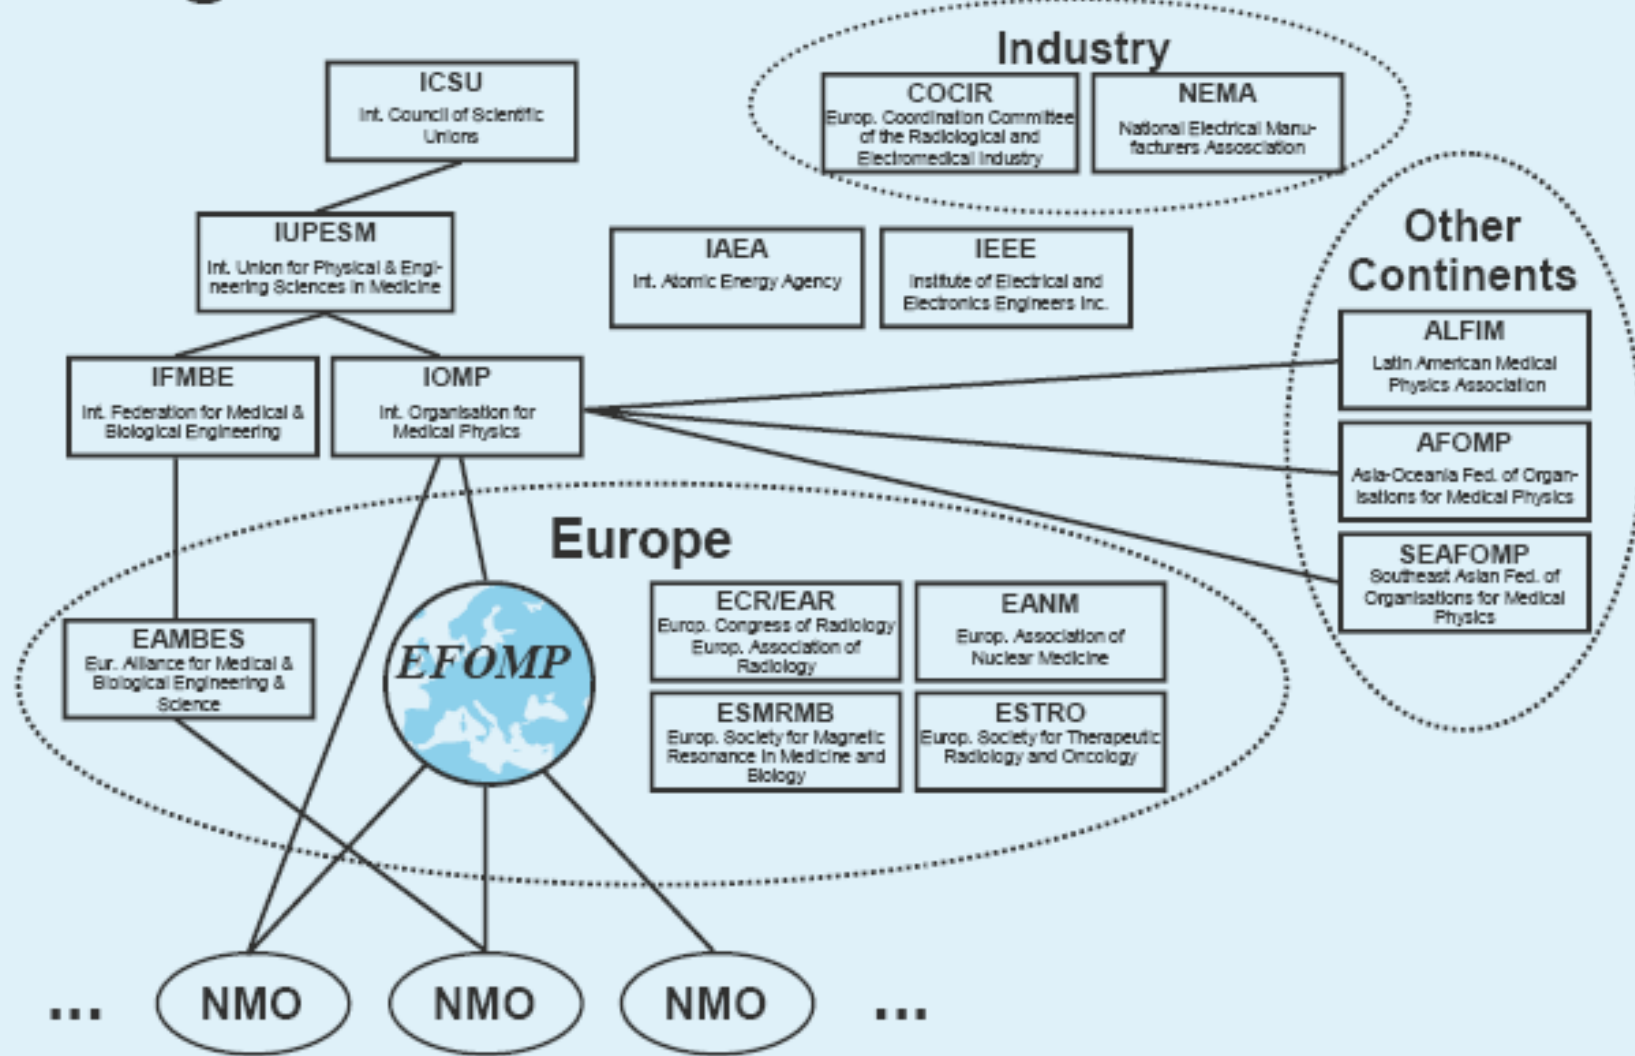 Industry
ICSU
Int. Council of Scientific
Unions
COCIR
Europ. Coordination Committee
of the Radiological and
Electromedical Industry
NEMA
National Electrical Manu-
facturers Assosciation
IUPESM
Int. Union for Physical & Engi-
neering Sciences in Medicine
IAEA
Int. Atomic Energy Agency
IEEE
Institute of Electrical and
Electronics Engineers Inc.
Other
Continents
IFMBE
Int. Federation for Medical &
Biological Engineering
IOMP
Int. Organisation for
Medical Physics
ALFIM
Latin American Medical
Physics Association
AFOMP
Asia-Oceania Fed. of Organ-
isations for Medical Physics
SEAFOMP
Southeast Asian Fed. of
Organisations for Medical
Physics
Europe
EAMBES
Eur. Alliance for Medical &
Biological Engineering &
Science
EFOMP
ECR/EAR
Europ. Congress of Radiology
Europ. Association of
Radiology
EANM
Europ. Association of
Nuclear Medicine
ESMRMB
Europ. Society for Magnetic
Resonance in Medicine and
Biology
ESTRO
Europ. Society for Therapeutic
Radiology and Oncology
... NMO NMO NMO ...